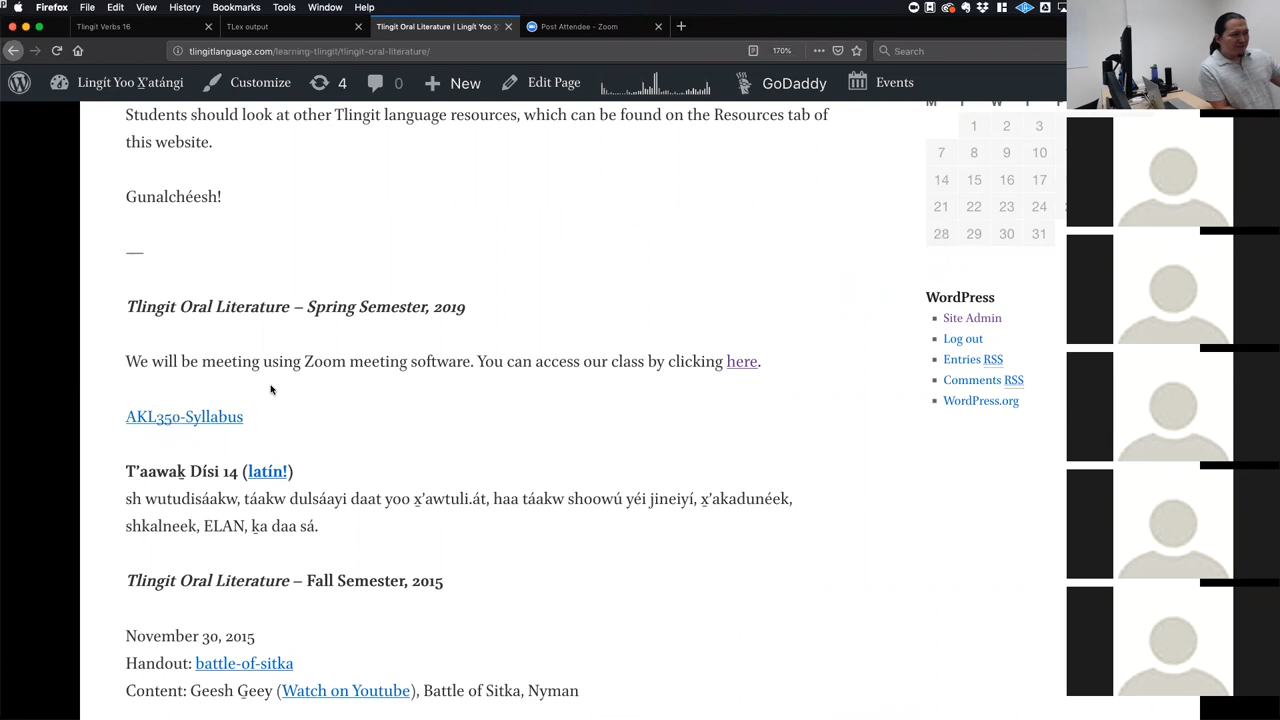 Firefox File Edit View History Bookmarks Tools Window Help
Tlingit Verbs 16
TLex output
Tlingit Oral Literature | Lingít Yoo
Post Attendee - Zoom
tlingitlanguage.com/learning-tlingit/tlingit-oral-literature/
170%
Search
Lingít Yoo X̱ʼatángi
Customize
4
0
New
Edit Page
GoDaddy
Events
Students should look at other Tlingit language resources, which can be found on the Resources tab of
this website.
Gunalchéesh!
—
Tlingit Oral Literature – Spring Semester, 2019
We will be meeting using Zoom meeting software. You can access our class by clicking here.
AKL350-Syllabus
T’aawaḵ Dísi 14 (latín!)
sh wutudisáakw, táakw dulsáayi daat yoo x̱’awtuli.át, haa táakw shoowú yéi jineiyí, x̱’akadunéek,
shkalneek, ELAN, ḵa daa sá.
Tlingit Oral Literature – Fall Semester, 2015
November 30, 2015
Handout: battle-of-sitka
Content: Geesh G̱eey (Watch on Youtube), Battle of Sitka, Nyman
M T W T F
1 2 3
7 8 9 10
14 15 16 17
21 22 23 24
28 29 30 31
WordPress
Site Admin
Log out
Entries RSS
Comments RSS
WordPress.org